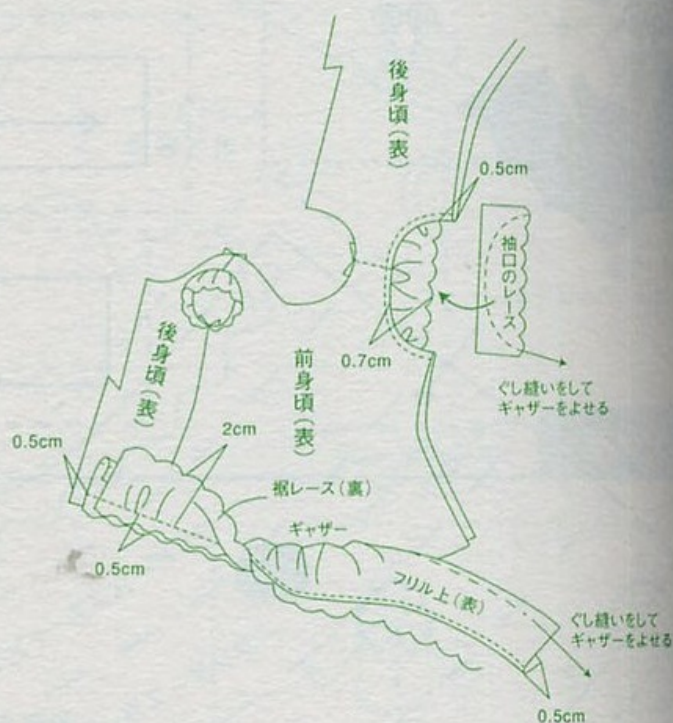 後身頃(表)
0.5cm
袖口のレース
0.7cm
ぐし縫いをして
ギャザーをよせる
後身頃(表)
前身頃(表)
0.5cm
2cm
裾レース(裏)
ギャザー
0.5cm
フリル上(表)
ぐし縫いをして
ギャザーをよせる
0.5cm